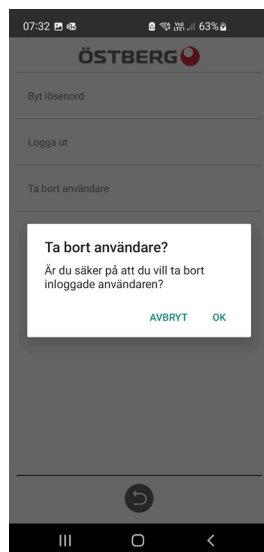 07:32 63%
ÖSTBERG
Byt lösenord
Logga ut
Ta bort användare
Ta bort användare?
Är du säker på att du vill ta bort
inloggade användaren?
AVBRYT OK